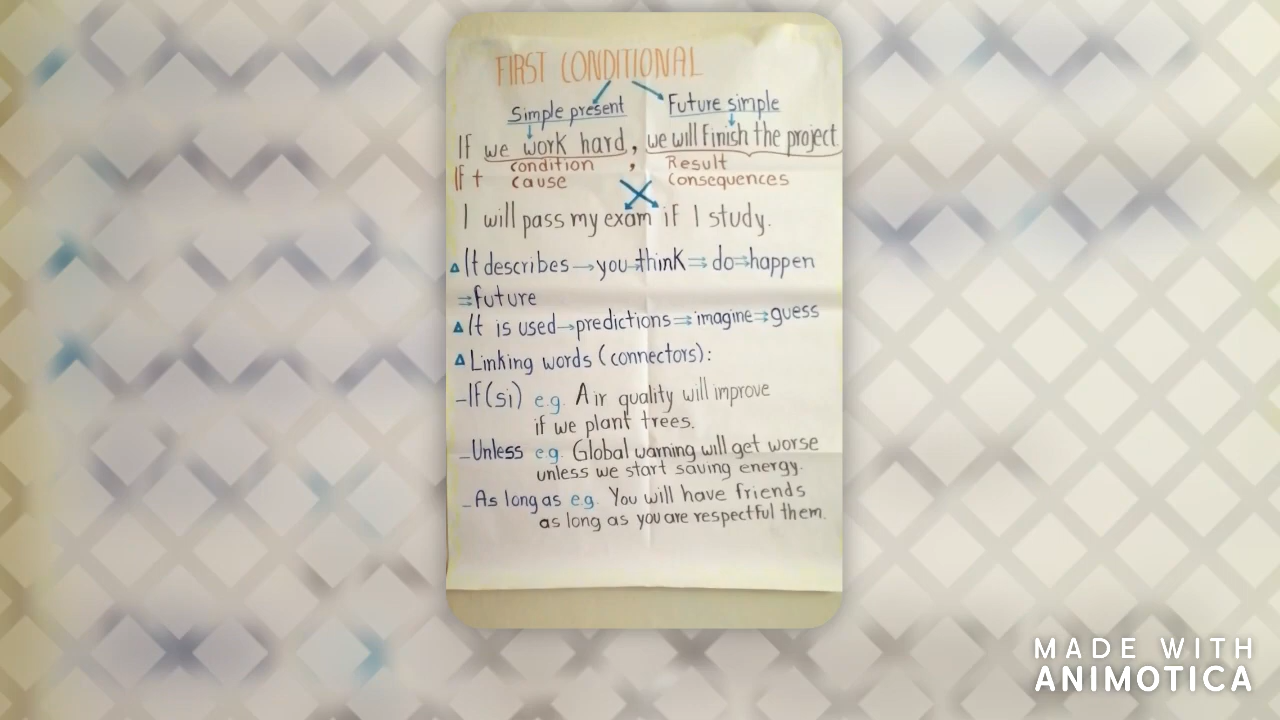 FIRST CONDITIONAL
Simple present Future simple
If we work hard, we will finish the project.
condition , Result
If + cause consequences
I will pass my exam if I study.
It describes → you → think ⇒ do ⇒ happen
⇒ future
It is used → predictions ⇒ imagine ⇒ guess
Linking words (connectors):
- If (si) e.g. Air quality will improve
if we plant trees.
- Unless e.g. Global warning will get worse
unless we start saving energy.
- As long as e.g. You will have friends
as long as you are respectful them.
MADE WITH
ANIMOTICA